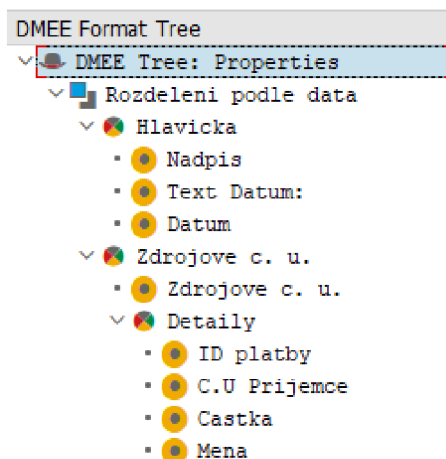 DMEE Format Tree
DMEE Tree: Properties
Rozdeleni podle data
Hlavicka
Nadpis
Text Datum:
Datum
Zdrojove c. u.
Zdrojove c. u.
Detaily
ID platby
C.U Prijemce
Castka
Mena